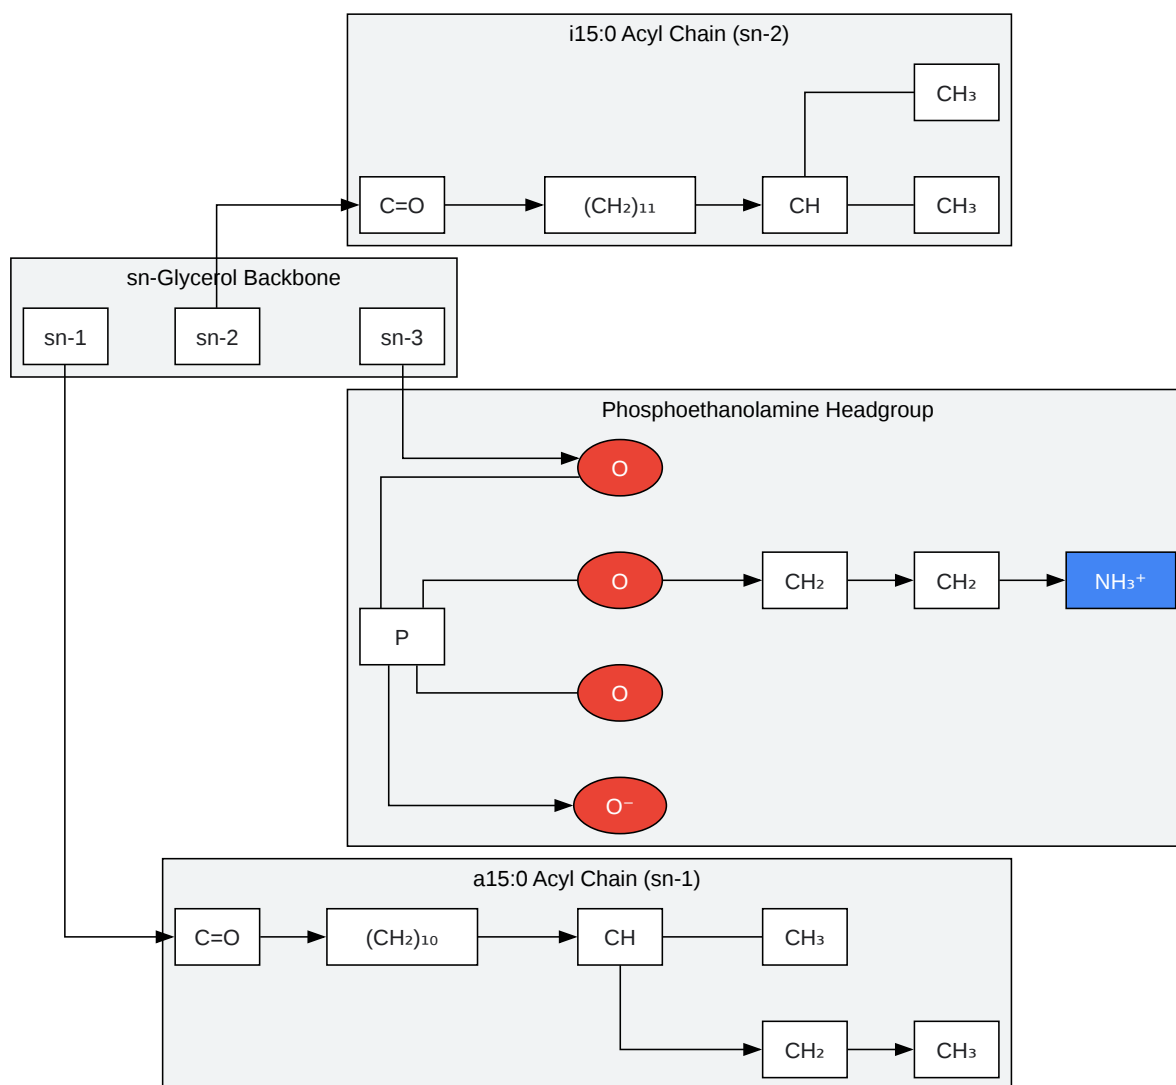 i15:0 Acyl Chain (sn-2)
CH₃
C=O
(CH₂)₁₁
CH
CH₃
sn-Glycerol Backbone
sn-1
sn-2
sn-3
Phosphoethanolamine Headgroup
O
O
CH₂
CH₂
NH₃⁺
P
O
O⁻
a15:0 Acyl Chain (sn-1)
C=O
(CH₂)₁₀
CH
CH₃
CH₂
CH₃